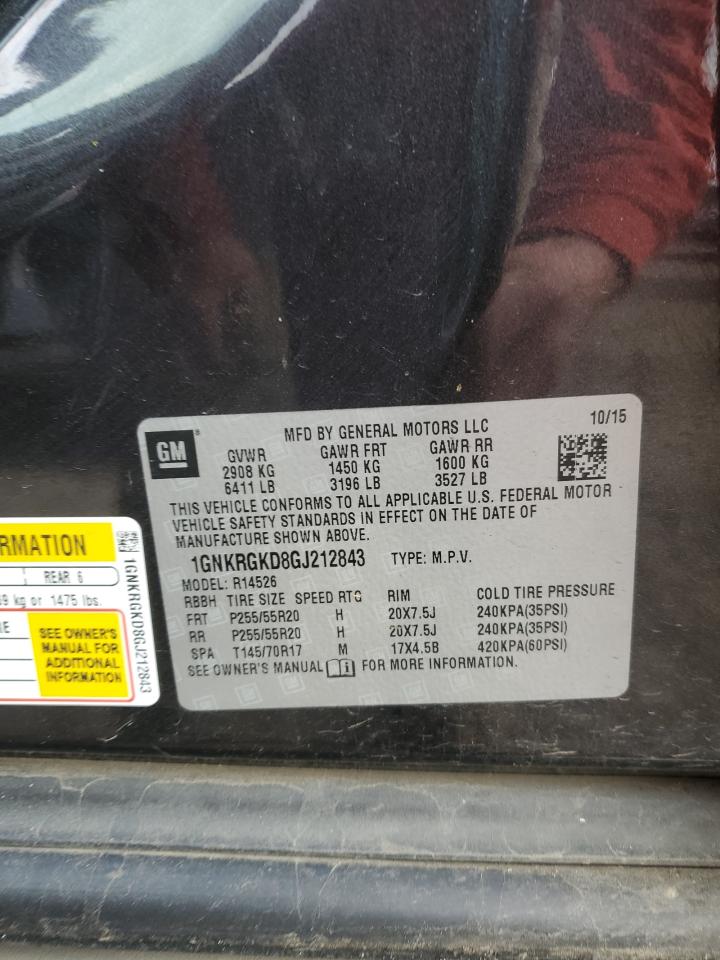 GM
MFD BY GENERAL MOTORS LLC
10/15
GVWR GAWR FRT GAWR RR
2908 KG 1450 KG 1600 KG
6411 LB 3196 LB 3527 LB
THIS VEHICLE CONFORMS TO ALL APPLICABLE U.S. FEDERAL MOTOR
VEHICLE SAFETY STANDARDS IN EFFECT ON THE DATE OF
MANUFACTURE SHOWN ABOVE.
1GNKRGKD8GJ212843 TYPE: M.P.V.
MODEL: R14526
RBBH TIRE SIZE SPEED RTG RIM COLD TIRE PRESSURE
FRT P255/55R20 H 20X7.5J 240KPA(35PSI)
RR P255/55R20 H 20X7.5J 240KPA(35PSI)
SPA T145/70R17 M 17X4.5B 420KPA(60PSI)
SEE OWNER'S MANUAL FOR MORE INFORMATION.
RMATION
REAR 6
9 kg or 1475 lbs.
SEE OWNER'S
MANUAL FOR
ADDITIONAL
INFORMATION
1GNKRGKD8GJ212843